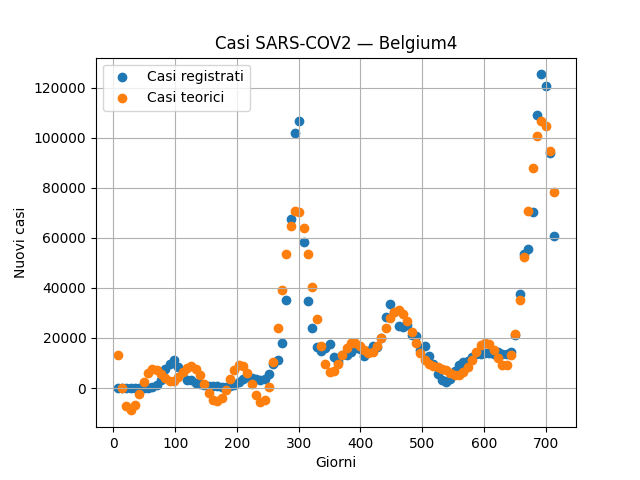 Casi SARS-COV2 — Belgium4
Casi registrati
Casi teorici
120000
100000
80000
60000
40000
20000
0
Nuovi casi
0 100 200 300 400 500 600 700
Giorni